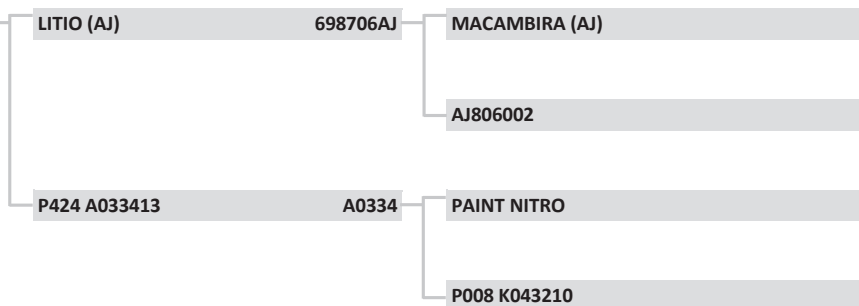 LITIO (AJ) 698706AJ MACAMBIRA (AJ)
AJ806002
P424 A033413 A0334 PAINT NITRO
P008 K043210